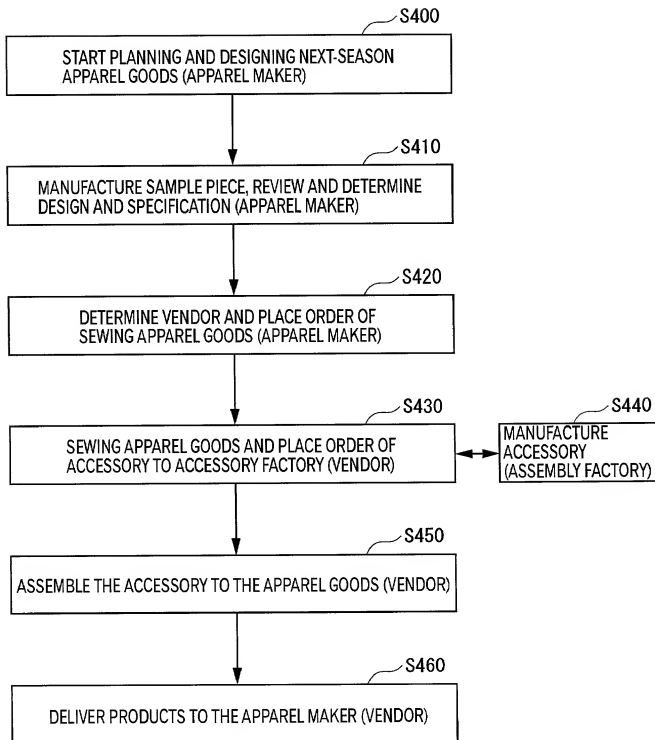 S400
START PLANNING AND DESIGNING NEXT-SEASON
APPAREL GOODS (APPAREL MAKER)
S410
MANUFACTURE SAMPLE PIECE, REVIEW AND DETERMINE
DESIGN AND SPECIFICATION (APPAREL MAKER)
S420
DETERMINE VENDOR AND PLACE ORDER OF
SEWING APPAREL GOODS (APPAREL MAKER)
S430
SEWING APPAREL GOODS AND PLACE ORDER OF
ACCESSORY TO ACCESSORY FACTORY (VENDOR)
S440
MANUFACTURE
ACCESSORY
(ASSEMBLY FACTORY)
S450
ASSEMBLE THE ACCESSORY TO THE APPAREL GOODS (VENDOR)
S460
DELIVER PRODUCTS TO THE APPAREL MAKER (VENDOR)